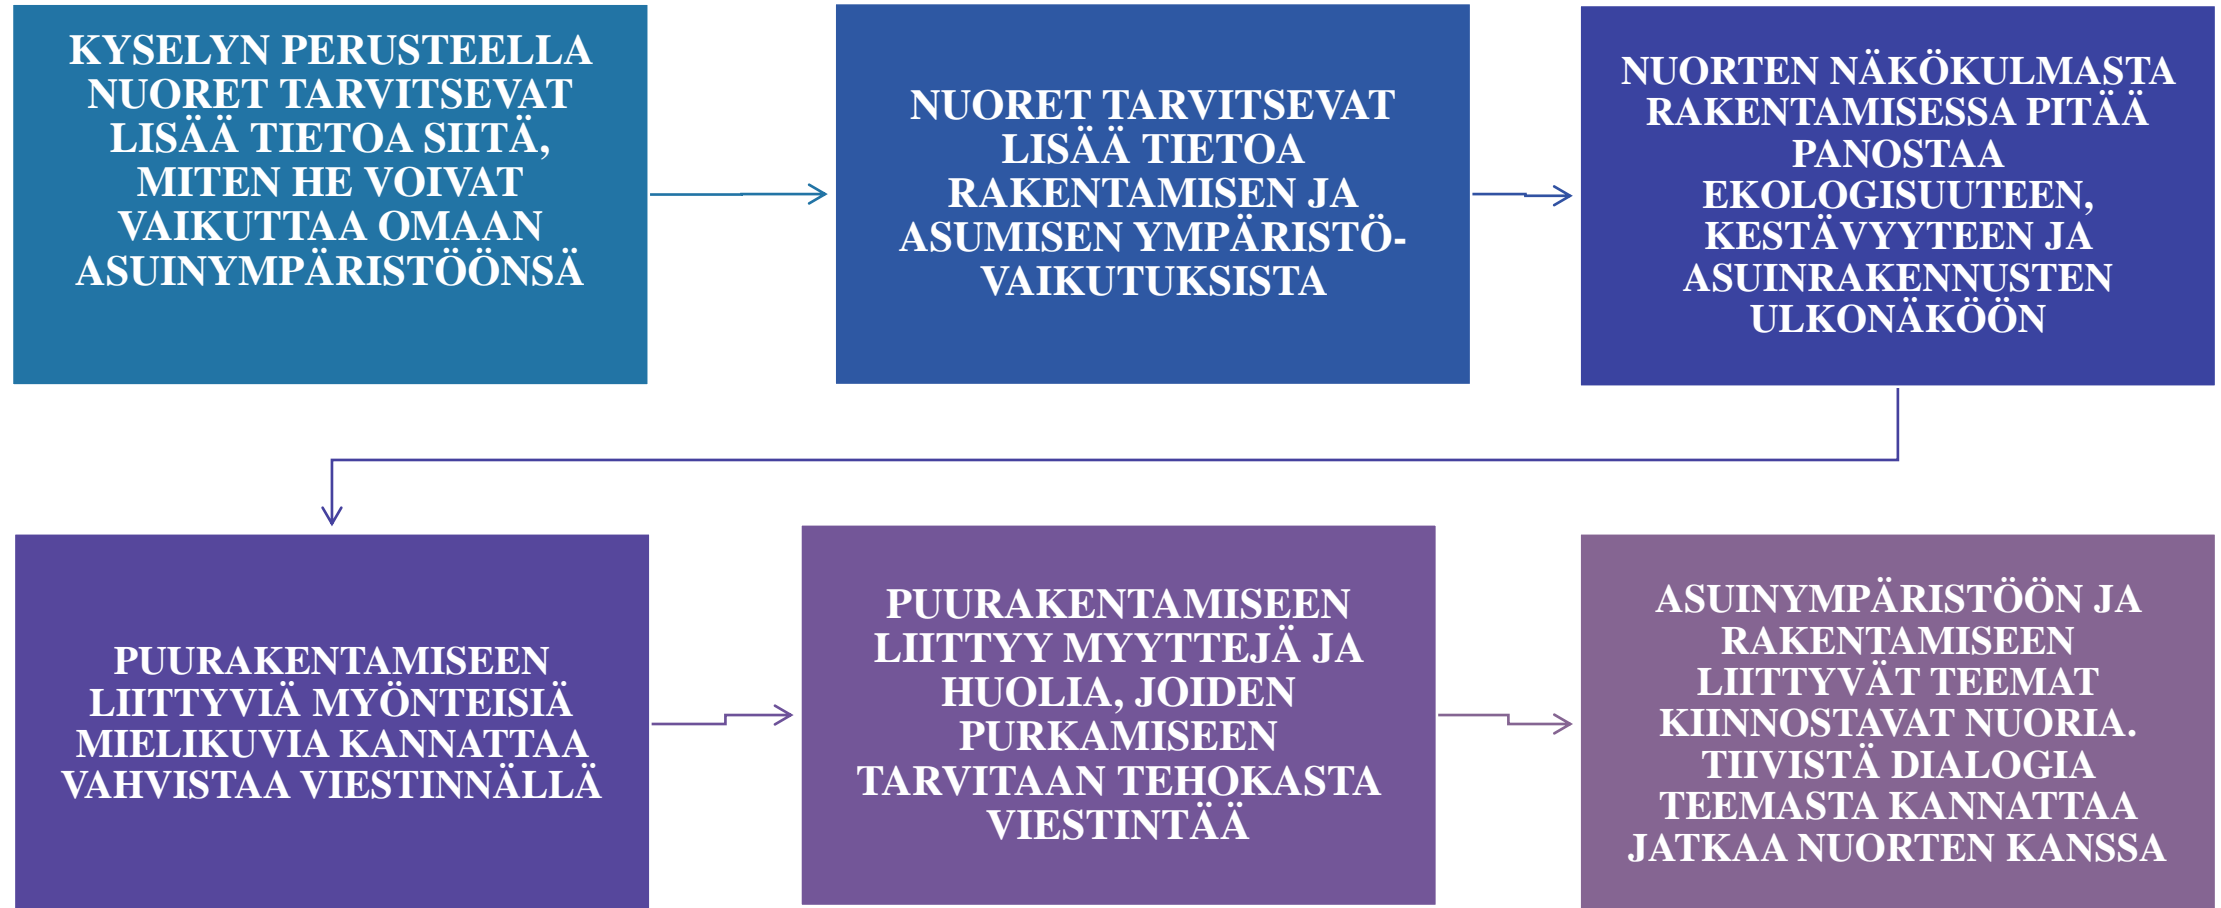 KYSELYN PERUSTEELLA
NUORET TARVITSEVAT
LISÄÄ TIETOA SIITÄ,
MITEN HE VOIVAT
VAIKUTTAA OMAAN
ASUINYMPÄRISTÖÖNSÄ
NUORET TARVITSEVAT
LISÄÄ TIETOA
RAKENTAMISEN JA
ASUMISEN YMPÄRISTÖ-
VAIKUTUKSISTA
NUORTEN NÄKÖKULMASTA
RAKENTAMISESSA PITÄÄ
PANOSTAA
EKOLOGISUUTEEN,
KESTÄVYYTEEN JA
ASUINRAKENNUSTEN
ULKONÄKÖÖN
PUURAKENTAMISEEN
LIITTYVIÄ MYÖNTEISIÄ
MIELIKUVIA KANNATTAA
VAHVISTAA VIESTINNÄLLÄ
PUURAKENTAMISEEN
LIITTYY MYYTTEJÄ JA
HUOLIA, JOIDEN
PURKAMISEEN
TARVITAAN TEHOKASTA
VIESTINTÄÄ
ASUINYMPÄRISTÖÖN JA
RAKENTAMISEEN
LIITTYVÄT TEEMAT
KIINNOSTAVAT NUORIA.
TIIVISTÄ DIALOGIA
TEEMASTA KANNATTAA
JATKAA NUORTEN KANSSA